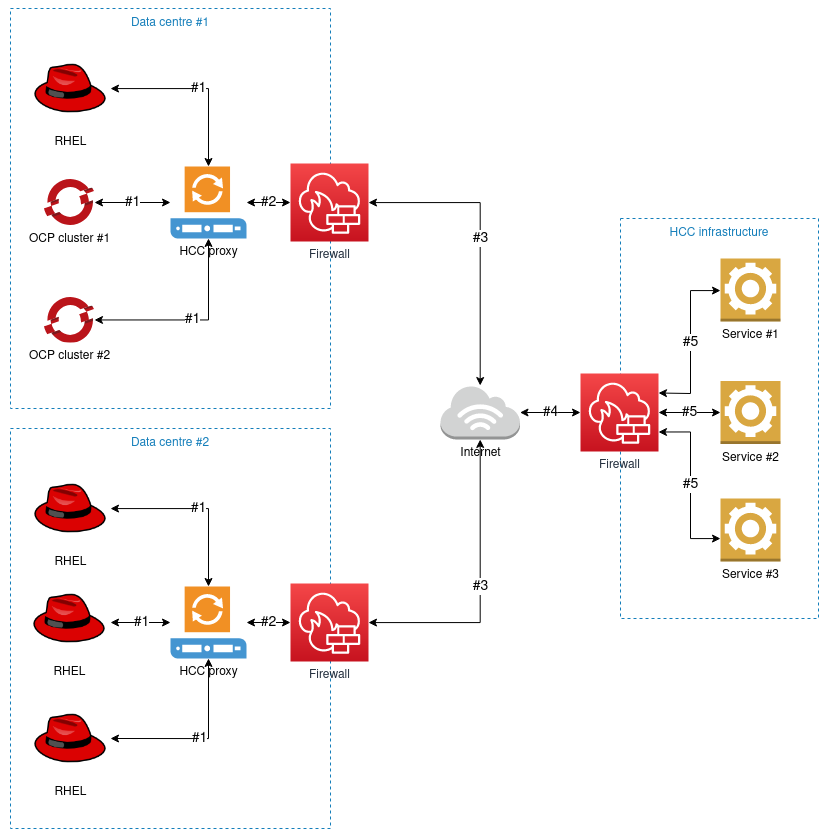 Data centre #1
#1
RHEL
#1
#2
OCP cluster #1
HCC proxy
Firewall
#3
#1
OCP cluster #2
HCC infrastructure
#5
Service #1
#4
#5
Internet
Firewall
Service #2
#5
Service #3
Data centre #2
#1
RHEL
#3
#1
#2
RHEL
HCC proxy
Firewall
#1
RHEL